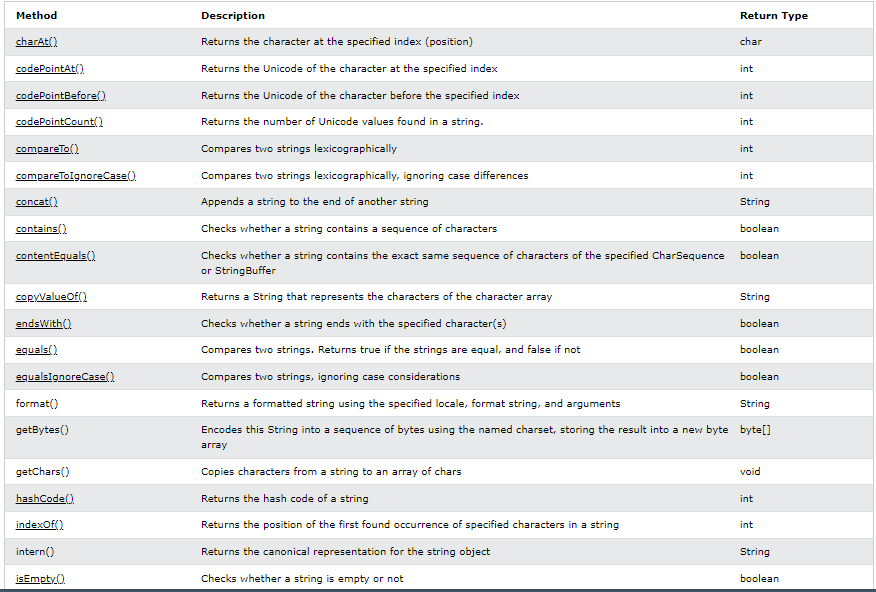 Method Description Return Type
charAt() Returns the character at the specified index (position) char
codePointAt() Returns the Unicode of the character at the specified index int
codePointBefore() Returns the Unicode of the character before the specified index int
codePointCount() Returns the number of Unicode values found in a string. int
compareTo() Compares two strings lexicographically int
compareToIgnoreCase() Compares two strings lexicographically, ignoring case differences int
concat() Appends a string to the end of another string String
contains() Checks whether a string contains a sequence of characters boolean
contentEquals() Checks whether a string contains the exact same sequence of characters of the specified CharSequence boolean
or StringBuffer
copyValueOf() Returns a String that represents the characters of the character array String
endsWith() Checks whether a string ends with the specified character(s) boolean
equals() Compares two strings. Returns true if the strings are equal, and false if not boolean
equalsIgnoreCase() Compares two strings, ignoring case considerations boolean
format() Returns a formatted string using the specified locale, format string, and arguments String
getBytes() Encodes this String into a sequence of bytes using the named charset, storing the result into a new byte byte[]
array
getChars() Copies characters from a string to an array of chars void
hashCode() Returns the hash code of a string int
indexOf() Returns the position of the first found occurrence of specified characters in a string int
intern() Returns the canonical representation for the string object String
isEmpty() Checks whether a string is empty or not boolean